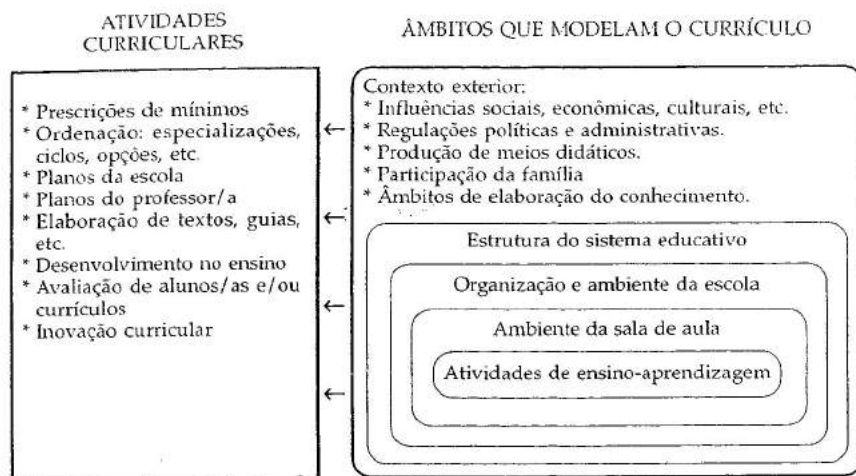 ATIVIDADES
CURRICULARES
* Prescrições de mínimos
* Ordenação: especializações,
ciclos, opções, etc.
* Planos da escola
* Planos do professor/a
* Elaboração de textos, guias,
etc.
* Desenvolvimento no ensino
* Avaliação de alunos/as e/ou
currículos
* Inovação curricular
ÂMBITOS QUE MODELAM O CURRÍCULO
Contexto exterior:
* Influências sociais, econômicas, culturais, etc.
* Regulações políticas e administrativas.
* Produção de meios didáticos.
* Participação da família
* Âmbitos de elaboração do conhecimento.
Estrutura do sistema educativo
Organização e ambiente da escola
Ambiente da sala de aula
Atividades de ensino-aprendizagem